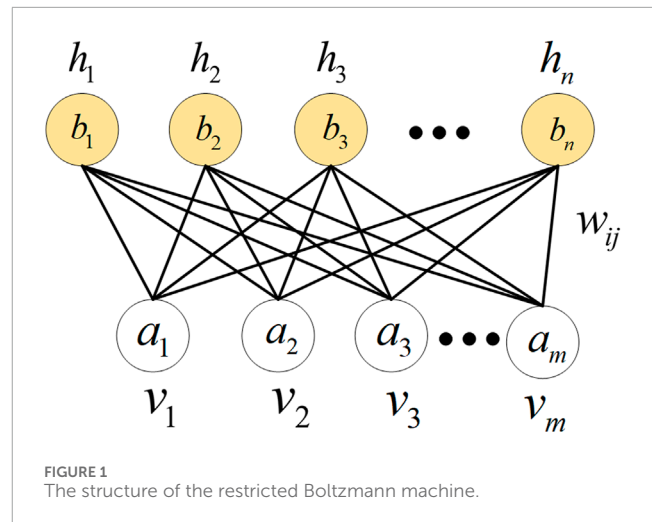 h₁ h₂ h₃ hₙ
b₁ b₂ b₃ ••• bₙ
w_ij
a₁ a₂ a₃ ••• aₘ
v₁ v₂ v₃ vₘ
FIGURE 1
The structure of the restricted Boltzmann machine.